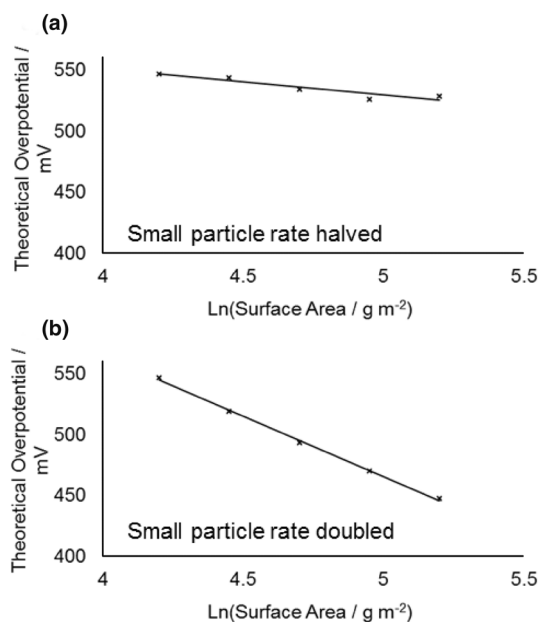 (a)
Theoretical Overpotential /
mV
550
500
450
400
Small particle rate halved
4
4.5
5
5.5
Ln(Surface Area / g m⁻²)
(b)
Theoretical Overpotential /
mV
550
500
450
400
Small particle rate doubled
4
4.5
5
5.5
Ln(Surface Area / g m⁻²)